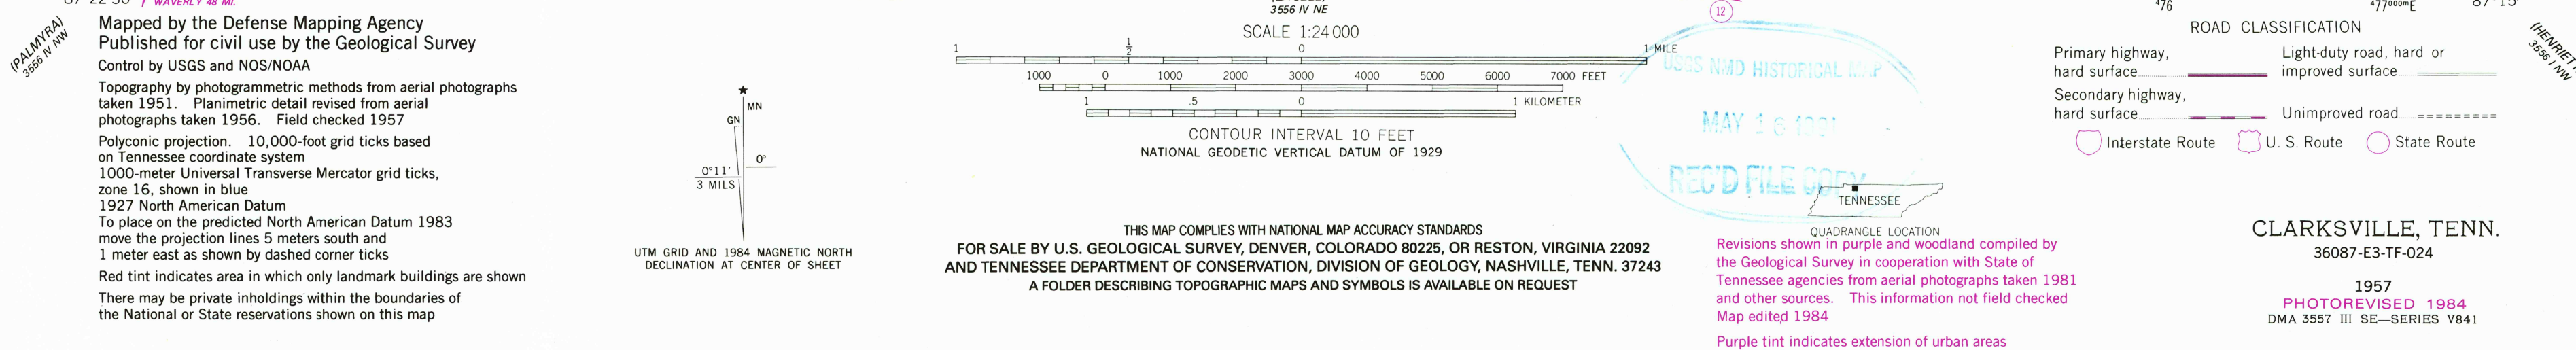 WAVERLY 48 MI.
(PALMYRA)
3556 IV NW
Mapped by the Defense Mapping Agency
Published for civil use by the Geological Survey
Control by USGS and NOS/NOAA
Topography by photogrammetric methods from aerial photographs
taken 1951. Planimetric detail revised from aerial
photographs taken 1956. Field checked 1957
Polyconic projection. 10,000-foot grid ticks based
on Tennessee coordinate system
1000-meter Universal Transverse Mercator grid ticks,
zone 16, shown in blue
1927 North American Datum
To place on the predicted North American Datum 1983
move the projection lines 5 meters south and
1 meter east as shown by dashed corner ticks
Red tint indicates area in which only landmark buildings are shown
There may be private inholdings within the boundaries of
the National or State reservations shown on this map
★
MN
GN
0°
0°11′
3 MILS
UTM GRID AND 1984 MAGNETIC NORTH
DECLINATION AT CENTER OF SHEET
3556 IV NE
SCALE 1:24 000
1 ½ 0 1 MILE
1000 0 1000 2000 3000 4000 5000 6000 7000 FEET
1 .5 0 1 KILOMETER
CONTOUR INTERVAL 10 FEET
NATIONAL GEODETIC VERTICAL DATUM OF 1929
THIS MAP COMPLIES WITH NATIONAL MAP ACCURACY STANDARDS
FOR SALE BY U.S. GEOLOGICAL SURVEY, DENVER, COLORADO 80225, OR RESTON, VIRGINIA 22092
AND TENNESSEE DEPARTMENT OF CONSERVATION, DIVISION OF GEOLOGY, NASHVILLE, TENN. 37243
A FOLDER DESCRIBING TOPOGRAPHIC MAPS AND SYMBOLS IS AVAILABLE ON REQUEST
12
USGS NMD HISTORICAL MAP
MAY 16
REC'D FILE COPY
TENNESSEE
QUADRANGLE LOCATION
Revisions shown in purple and woodland compiled by
the Geological Survey in cooperation with State of
Tennessee agencies from aerial photographs taken 1981
and other sources. This information not field checked
Map edited 1984
Purple tint indicates extension of urban areas
476
477000mE
ROAD CLASSIFICATION
Primary highway,
hard surface
Light-duty road, hard or
improved surface
Secondary highway,
hard surface
Unimproved road
Interstate Route
U. S. Route
State Route
3556 I NW
CLARKSVILLE, TENN.
36087-E3-TF-024
1957
PHOTOREVISED 1984
DMA 3557 III SE—SERIES V841